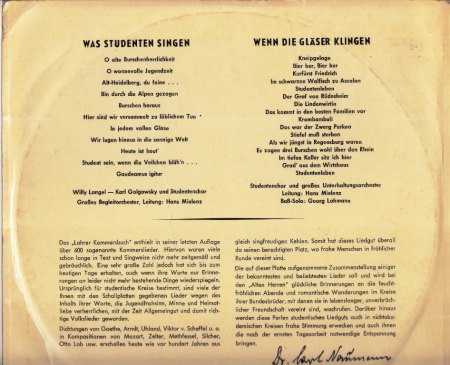 WAS STUDENTEN SINGEN
O alte Burschenherrlichkeit
O wonnevolle Jugendzeit
Alt-Heidelberg, du feine . . .
Bin durch die Alpen gezogen
Burschen heraus
Hier sind wir versammelt zu löblichem Tun
In jedem vollen Glase
Wir lugen hinaus in die sonnige Welt
Heute ist heut'
Student sein, wenn die Veilchen blüh'n . . .
Gaudeamus igitur
Willy Langel — Karl Golgowsky und Studentenchor
Großes Begleitorchester, Leitung: Hans Mielenz
WENN DIE GLÄSER KLINGEN
Kneipgelage
Bier her, Bier her
Kurfürst Friedrich
Im schwarzen Walfisch zu Ascalon
Studentenleben
Der Graf von Rüdesheim
Die Lindenwirtin
Das kommt in den besten Familien vor
Krambambuli
Das war der Zwerg Perkeo
Stiefel muß sterben
Als wir jüngst in Regensburg waren
Es zogen drei Burschen wohl über den Rhein
Im tiefen Keller sitz ich hier
Grad' aus dem Wirtshaus
Studentenleben
Studentenchor und großes Unterhaltungsorchester
Leitung: Hans Mielenz
Baß-Solo: Georg Lohmann
Das „Lahrer Kommersbuch" enthielt in seiner letzten Auflage
über 600 sogenannte Kommerslieder. Hiervon waren viele
schon lange in Text und Singweise nicht mehr zeitgemäß und
gebräuchlich. Eine sehr große Zahl jedoch hat sich bis zum
heutigen Tage erhalten, auch wenn ihre Worte nur Erinne-
rungen an leider nicht mehr bestehende Dinge wiederspiegeln.
Ursprünglich für studentische Kreise bestimmt, sind viele der
Ihnen mit den Schallplatten gegebenen Lieder wegen des
Inhalts ihrer Worte, die Jugendfrohsinn, Minne und Heimat-
liebe verherrlichen, mit der Zeit Allgemeingut und damit rich-
tige Volkslieder geworden.
Dichtungen von Goethe, Arndt, Uhland, Viktor v. Scheffel u. a.
in Kompositionen von Mozart, Zelter, Methfessel, Silcher,
Otto Lob usw. erschallen heute wie vor hundert Jahren aus
gleich singfreudigen Kehlen. Somit hat dieses Liedgut überall
da seinen berechtigten Platz, wo frohe Menschen in fröhlicher
Runde vereint sind.
Die auf dieser Platte aufgenommene Zusammenstellung einiger
der bekanntesten und beliebtesten Lieder soll und wird bei
den „Alten Herren" glückliche Erinnerungen an die feucht-
fröhlichen Abende und romantische Wanderungen im Kreis
ihrer Bundesbrüder, mit denen sie in lebenslanger, unverbrüch-
licher Freundschaft vereint sind, wachrufen. Darüber hinaus
werden diese Perlen studentischen Liedguts auch in nichtaka-
demischen Kreisen frohe Stimmung erwecken und auch ihnen
die nach der ernsten Tagesarbeit notwendige Entspannung
bringen.
Dr. Carl Naumann